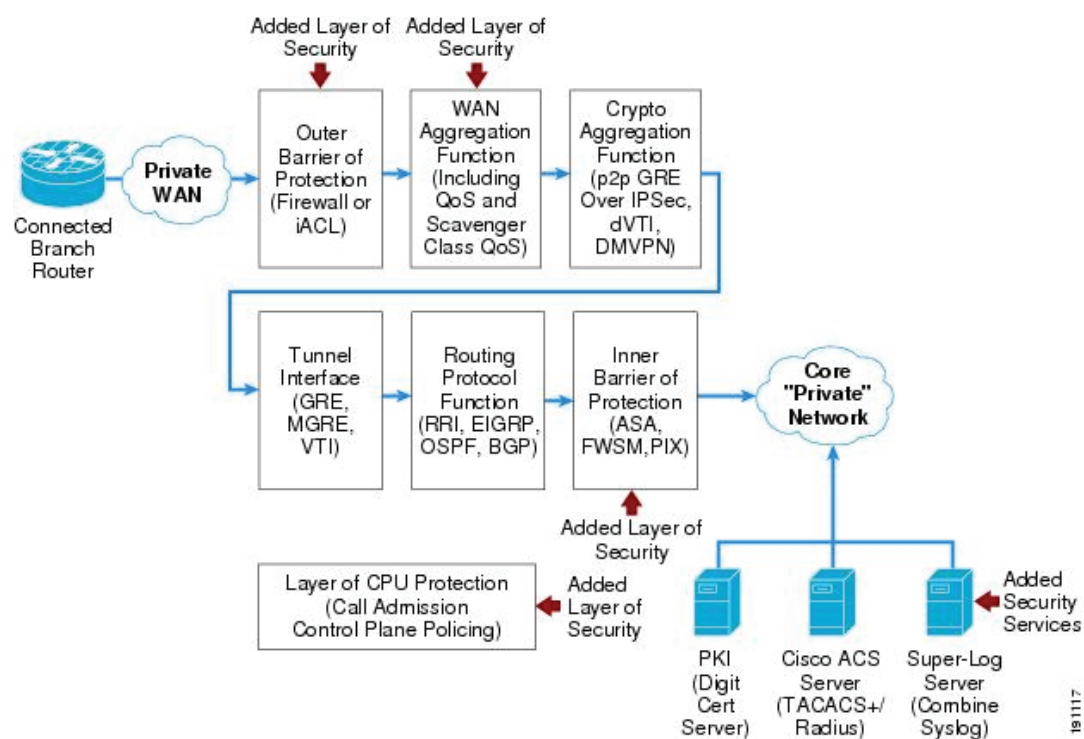 Added Layer of
Security
Added Layer of
Security
Connected
Branch
Router
Private
WAN
Outer
Barrier of
Protection
(Firewall or
iACL)
WAN
Aggregation
Function
(Including
QoS and
Scavenger
Class QoS)
Crypto
Aggregation
Function
(p2p GRE
Over IPSec,
dVTI,
DMVPN)
Tunnel
Interface
(GRE,
MGRE,
VTI)
Routing
Protocol
Function
(RRI, EIGRP,
OSPF, BGP)
Inner
Barrier of
Protection
(ASA,
FWSM,PIX)
Core
"Private"
Network
Added Layer of
Security
Layer of CPU Protection
(Call Admission
Control Plane Policing)
Added
Layer of
Security
Added
Security
Services
PKI
(Digit
Cert
Server)
Cisco ACS
Server
(TACACS+/
Radius)
Super-Log
Server
(Combine
Syslog)
191117